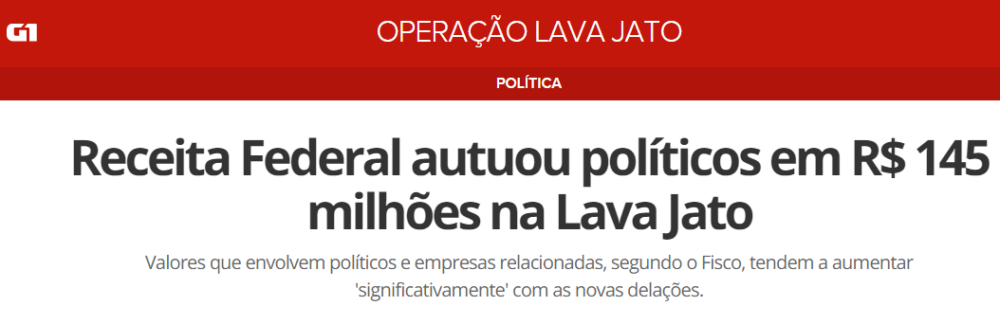 G1
OPERAÇÃO LAVA JATO
POLÍTICA
Receita Federal autuou políticos em R$ 145
milhões na Lava Jato
Valores que envolvem políticos e empresas relacionadas, segundo o Fisco, tendem a aumentar
'significativamente' com as novas delações.